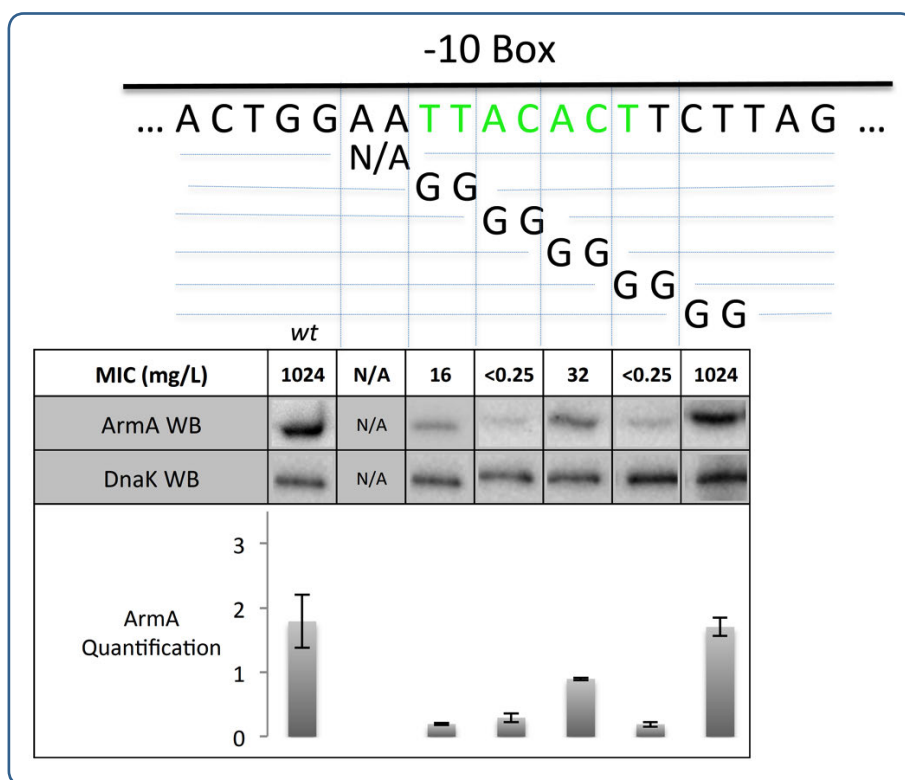 -10 Box
... A C T G G A A T T A C A C T T C T T A G ...
N/A
G G
G G
G G
G G
G G
wt
MIC (mg/L) 1024 N/A 16 <0.25 32 <0.25 1024
ArmA WB N/A
DnaK WB N/A
3
2
1
0
ArmA
Quantification